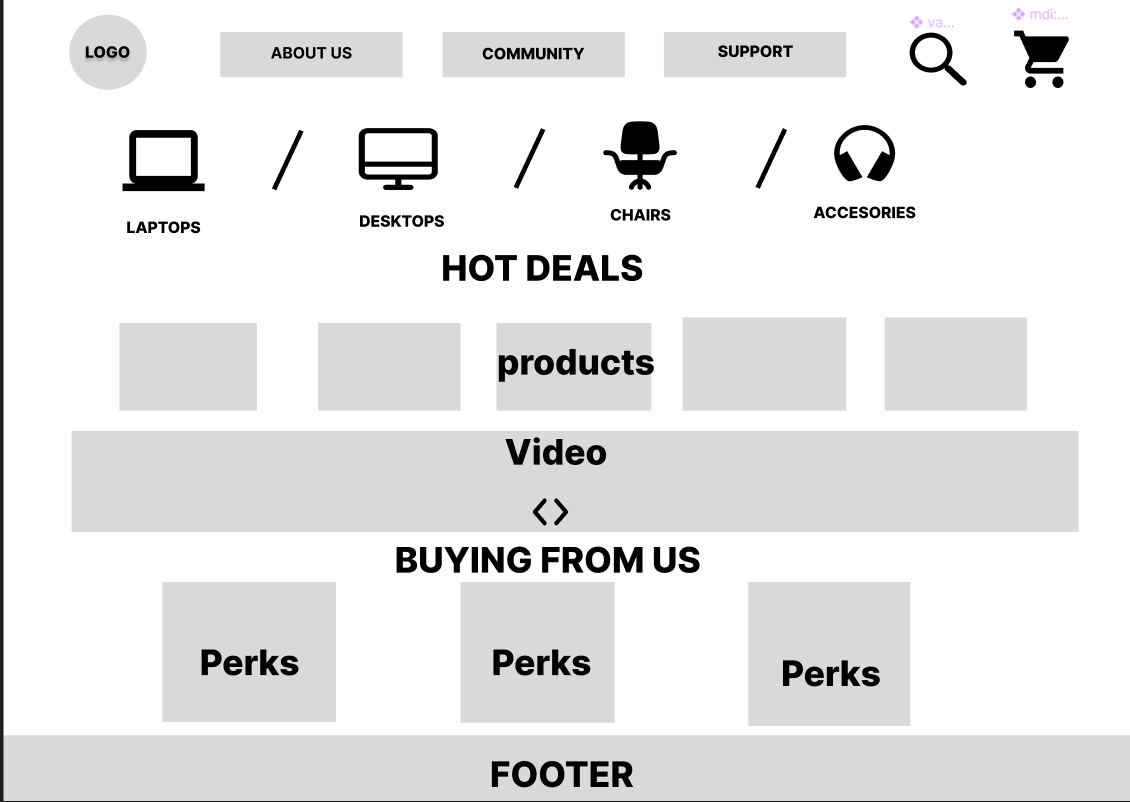 va...
mdi:...
LOGO
ABOUT US
COMMUNITY
SUPPORT
LAPTOPS
DESKTOPS
CHAIRS
ACCESORIES
HOT DEALS
products
Video
BUYING FROM US
Perks
Perks
Perks
FOOTER